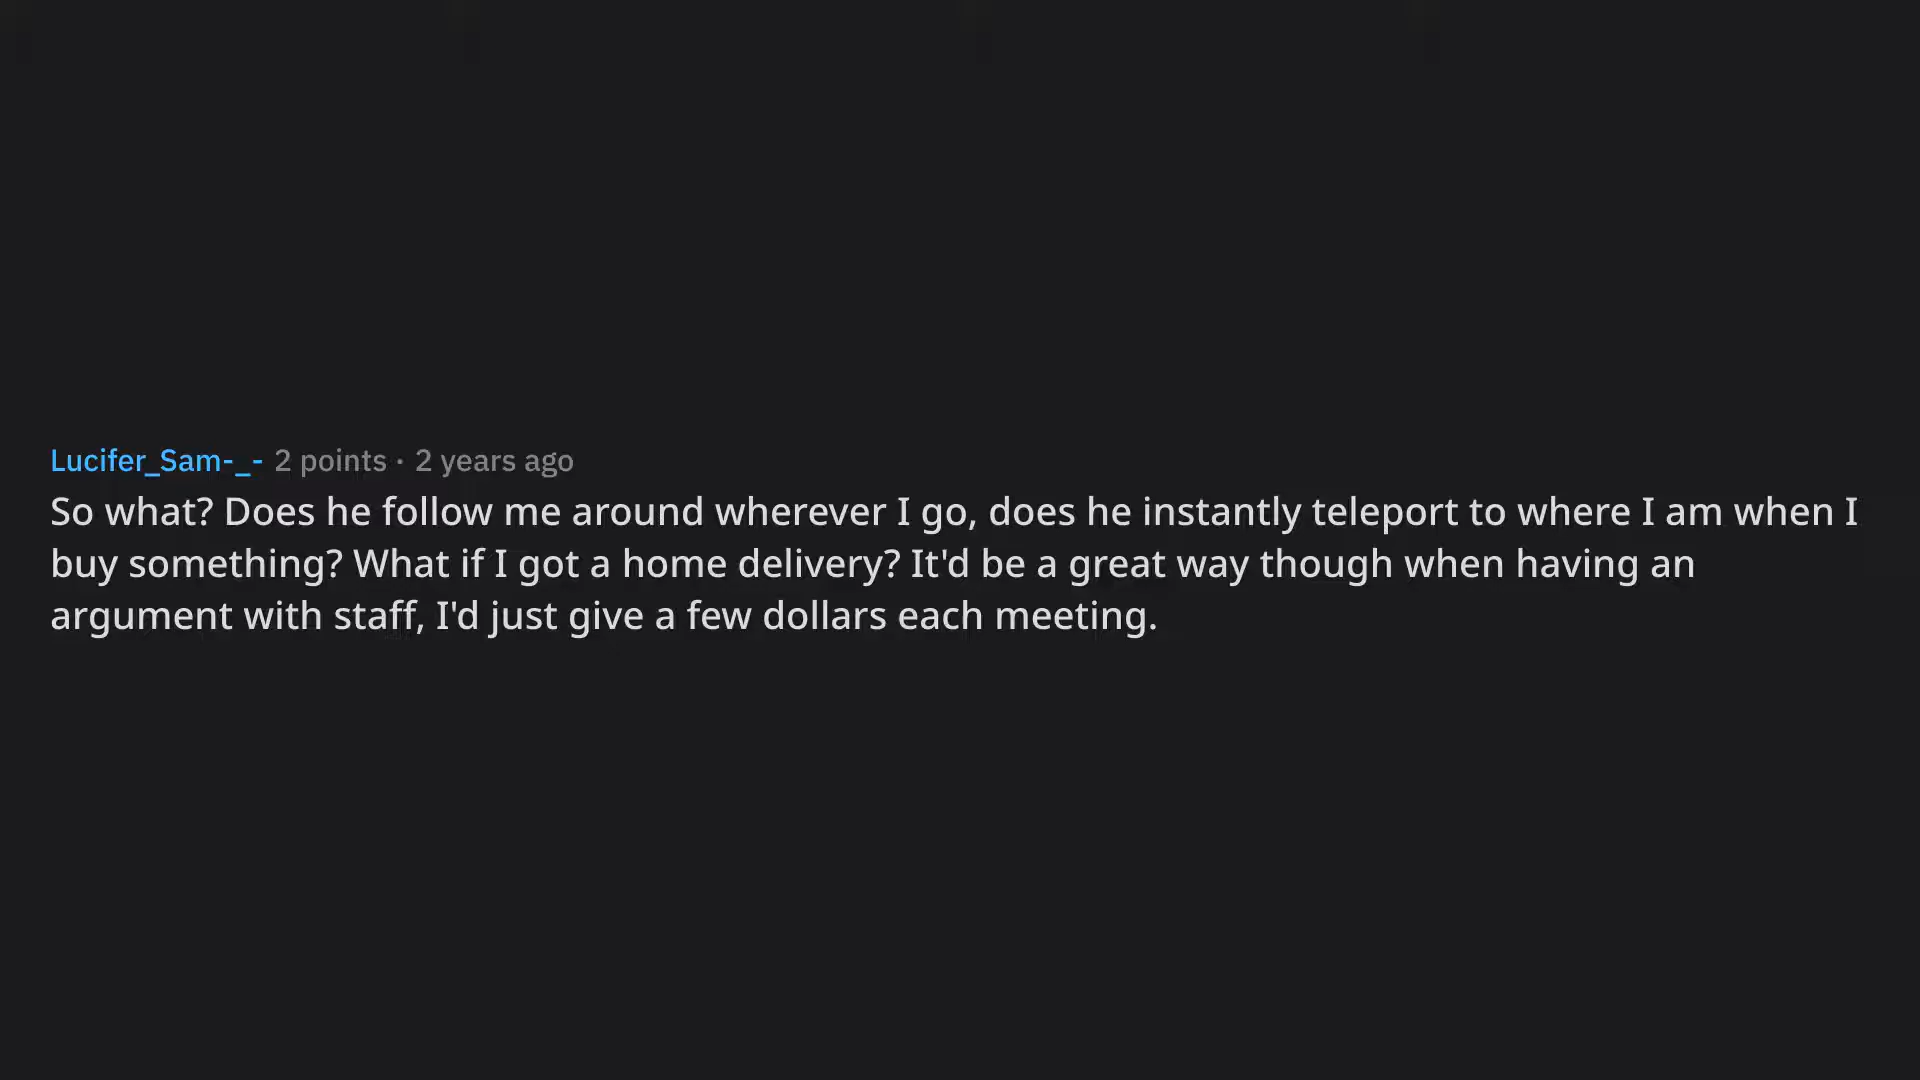 Lucifer_Sam-_- 2 points · 2 years ago
So what? Does he follow me around wherever I go, does he instantly teleport to where I am when I
buy something? What if I got a home delivery? It'd be a great way though when having an
argument with staff, I'd just give a few dollars each meeting.